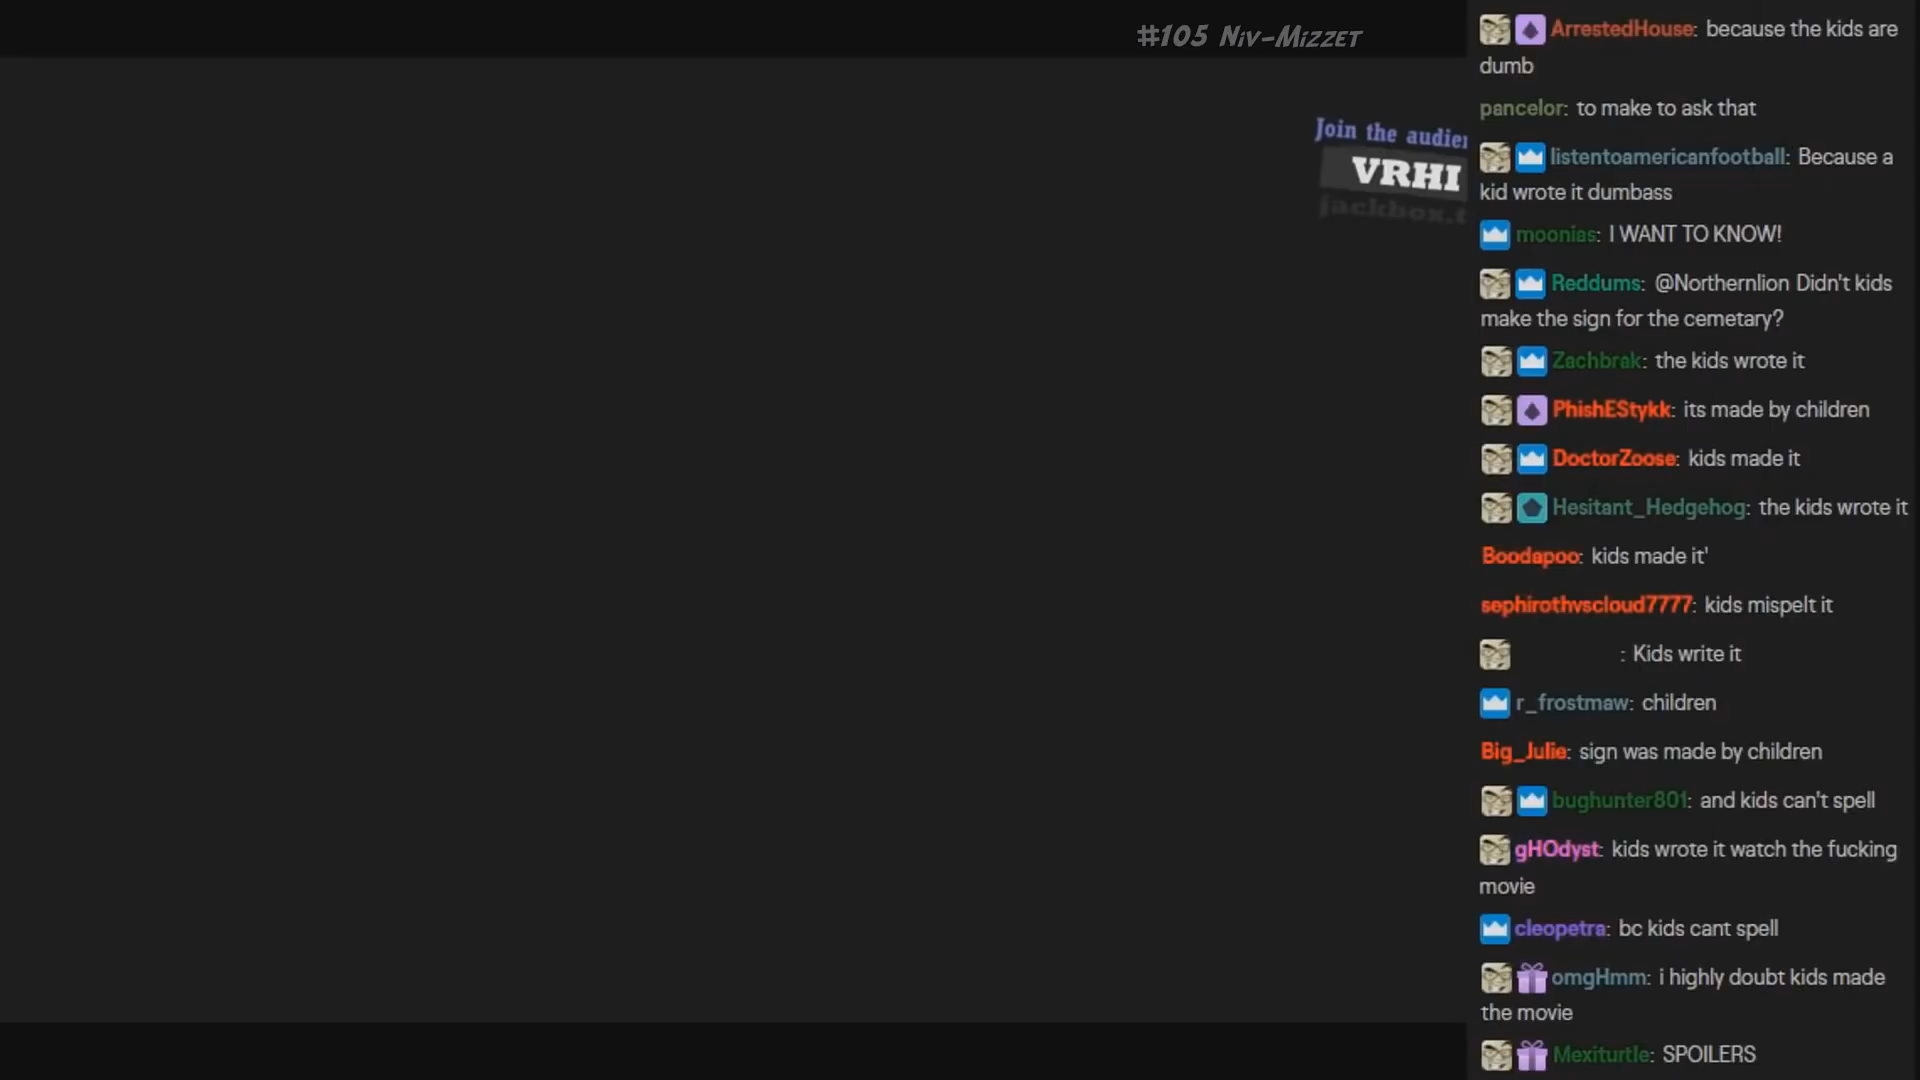 #105 Niv-Mizzet
Join the audie
VRHI
jackbox.t
ArrestedHouse: because the kids are
dumb
pancelor: to make to ask that
listentoamericanfootball: Because a
kid wrote it dumbass
moonias: I WANT TO KNOW!
Reddums: @Northernlion Didn't kids
make the sign for the cemetary?
Zachbrak: the kids wrote it
PhishEStykk: its made by children
DoctorZoose: kids made it
Hesitant_Hedgehog: the kids wrote it
Boodapoo: kids made it'
sephirothvscloud7777: kids mispelt it
: Kids write it
r_frostmaw: children
Big_Julie: sign was made by children
bughunter801: and kids can't spell
gHOdyst: kids wrote it watch the fucking
movie
cleopetra: bc kids cant spell
omgHmm: i highly doubt kids made
the movie
Mexiturtle: SPOILERS